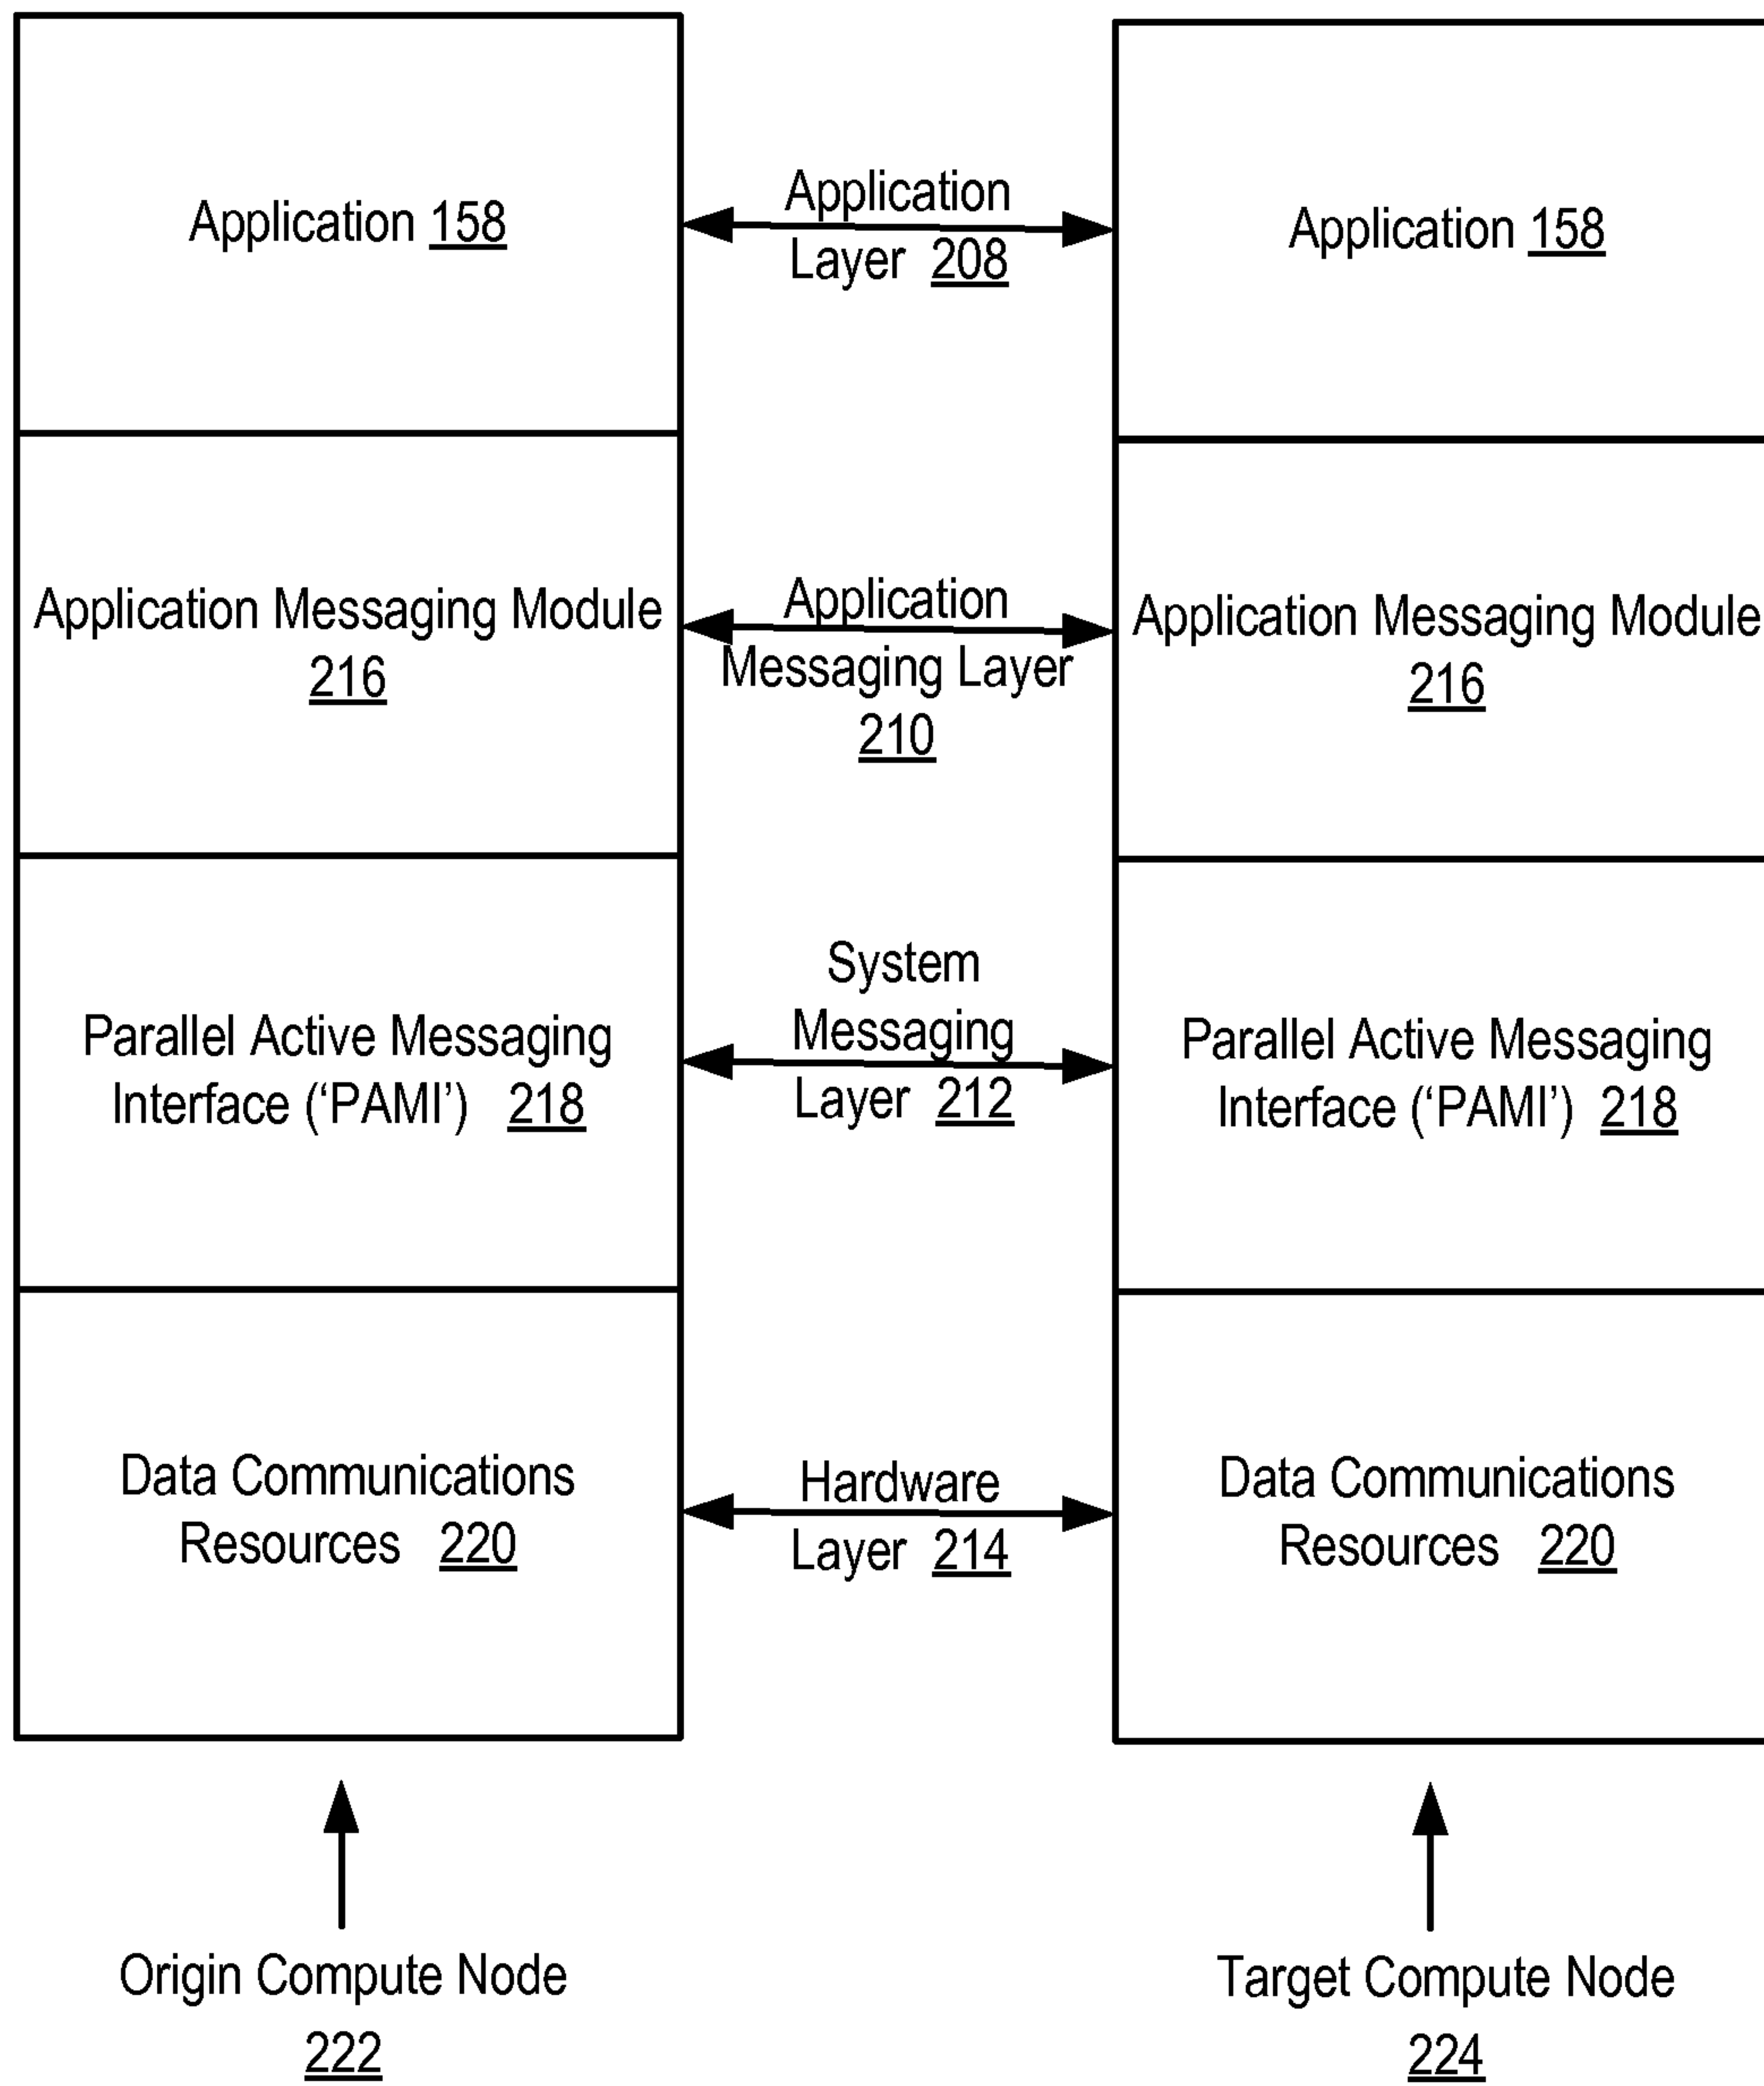 Application 158
Application
Layer 208
Application 158
Application Messaging Module
216
Application
Messaging Layer
210
Application Messaging Module
216
Parallel Active Messaging
Interface (‘PAMI’) 218
System
Messaging
Layer 212
Parallel Active Messaging
Interface (‘PAMI’) 218
Data Communications
Resources 220
Hardware
Layer 214
Data Communications
Resources 220
Origin Compute Node
222
Target Compute Node
224